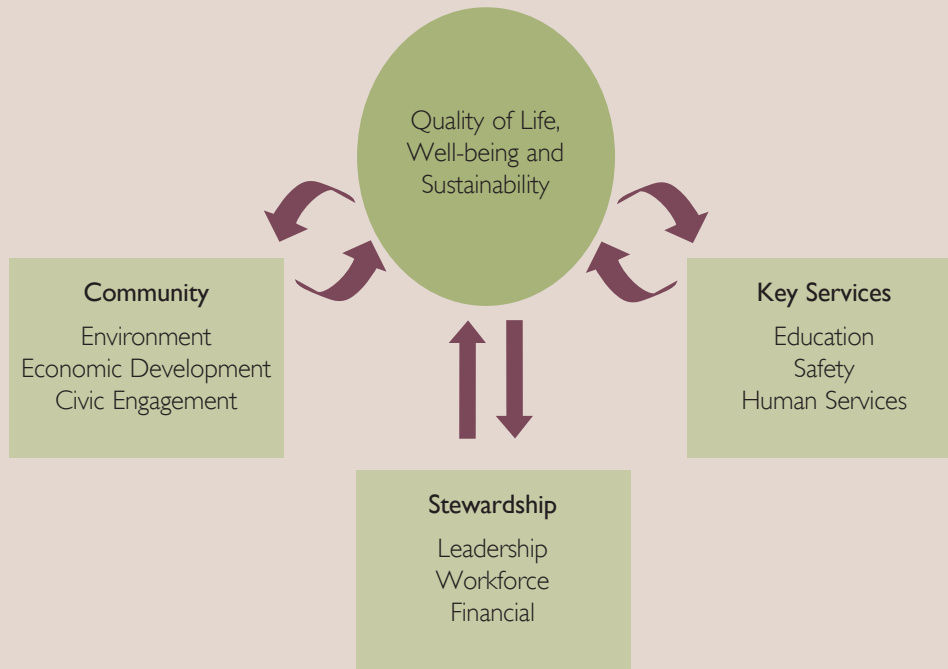 Quality of Life,
Well-being and
Sustainability
Community
Environment
Economic Development
Civic Engagement
Key Services
Education
Safety
Human Services
Stewardship
Leadership
Workforce
Financial